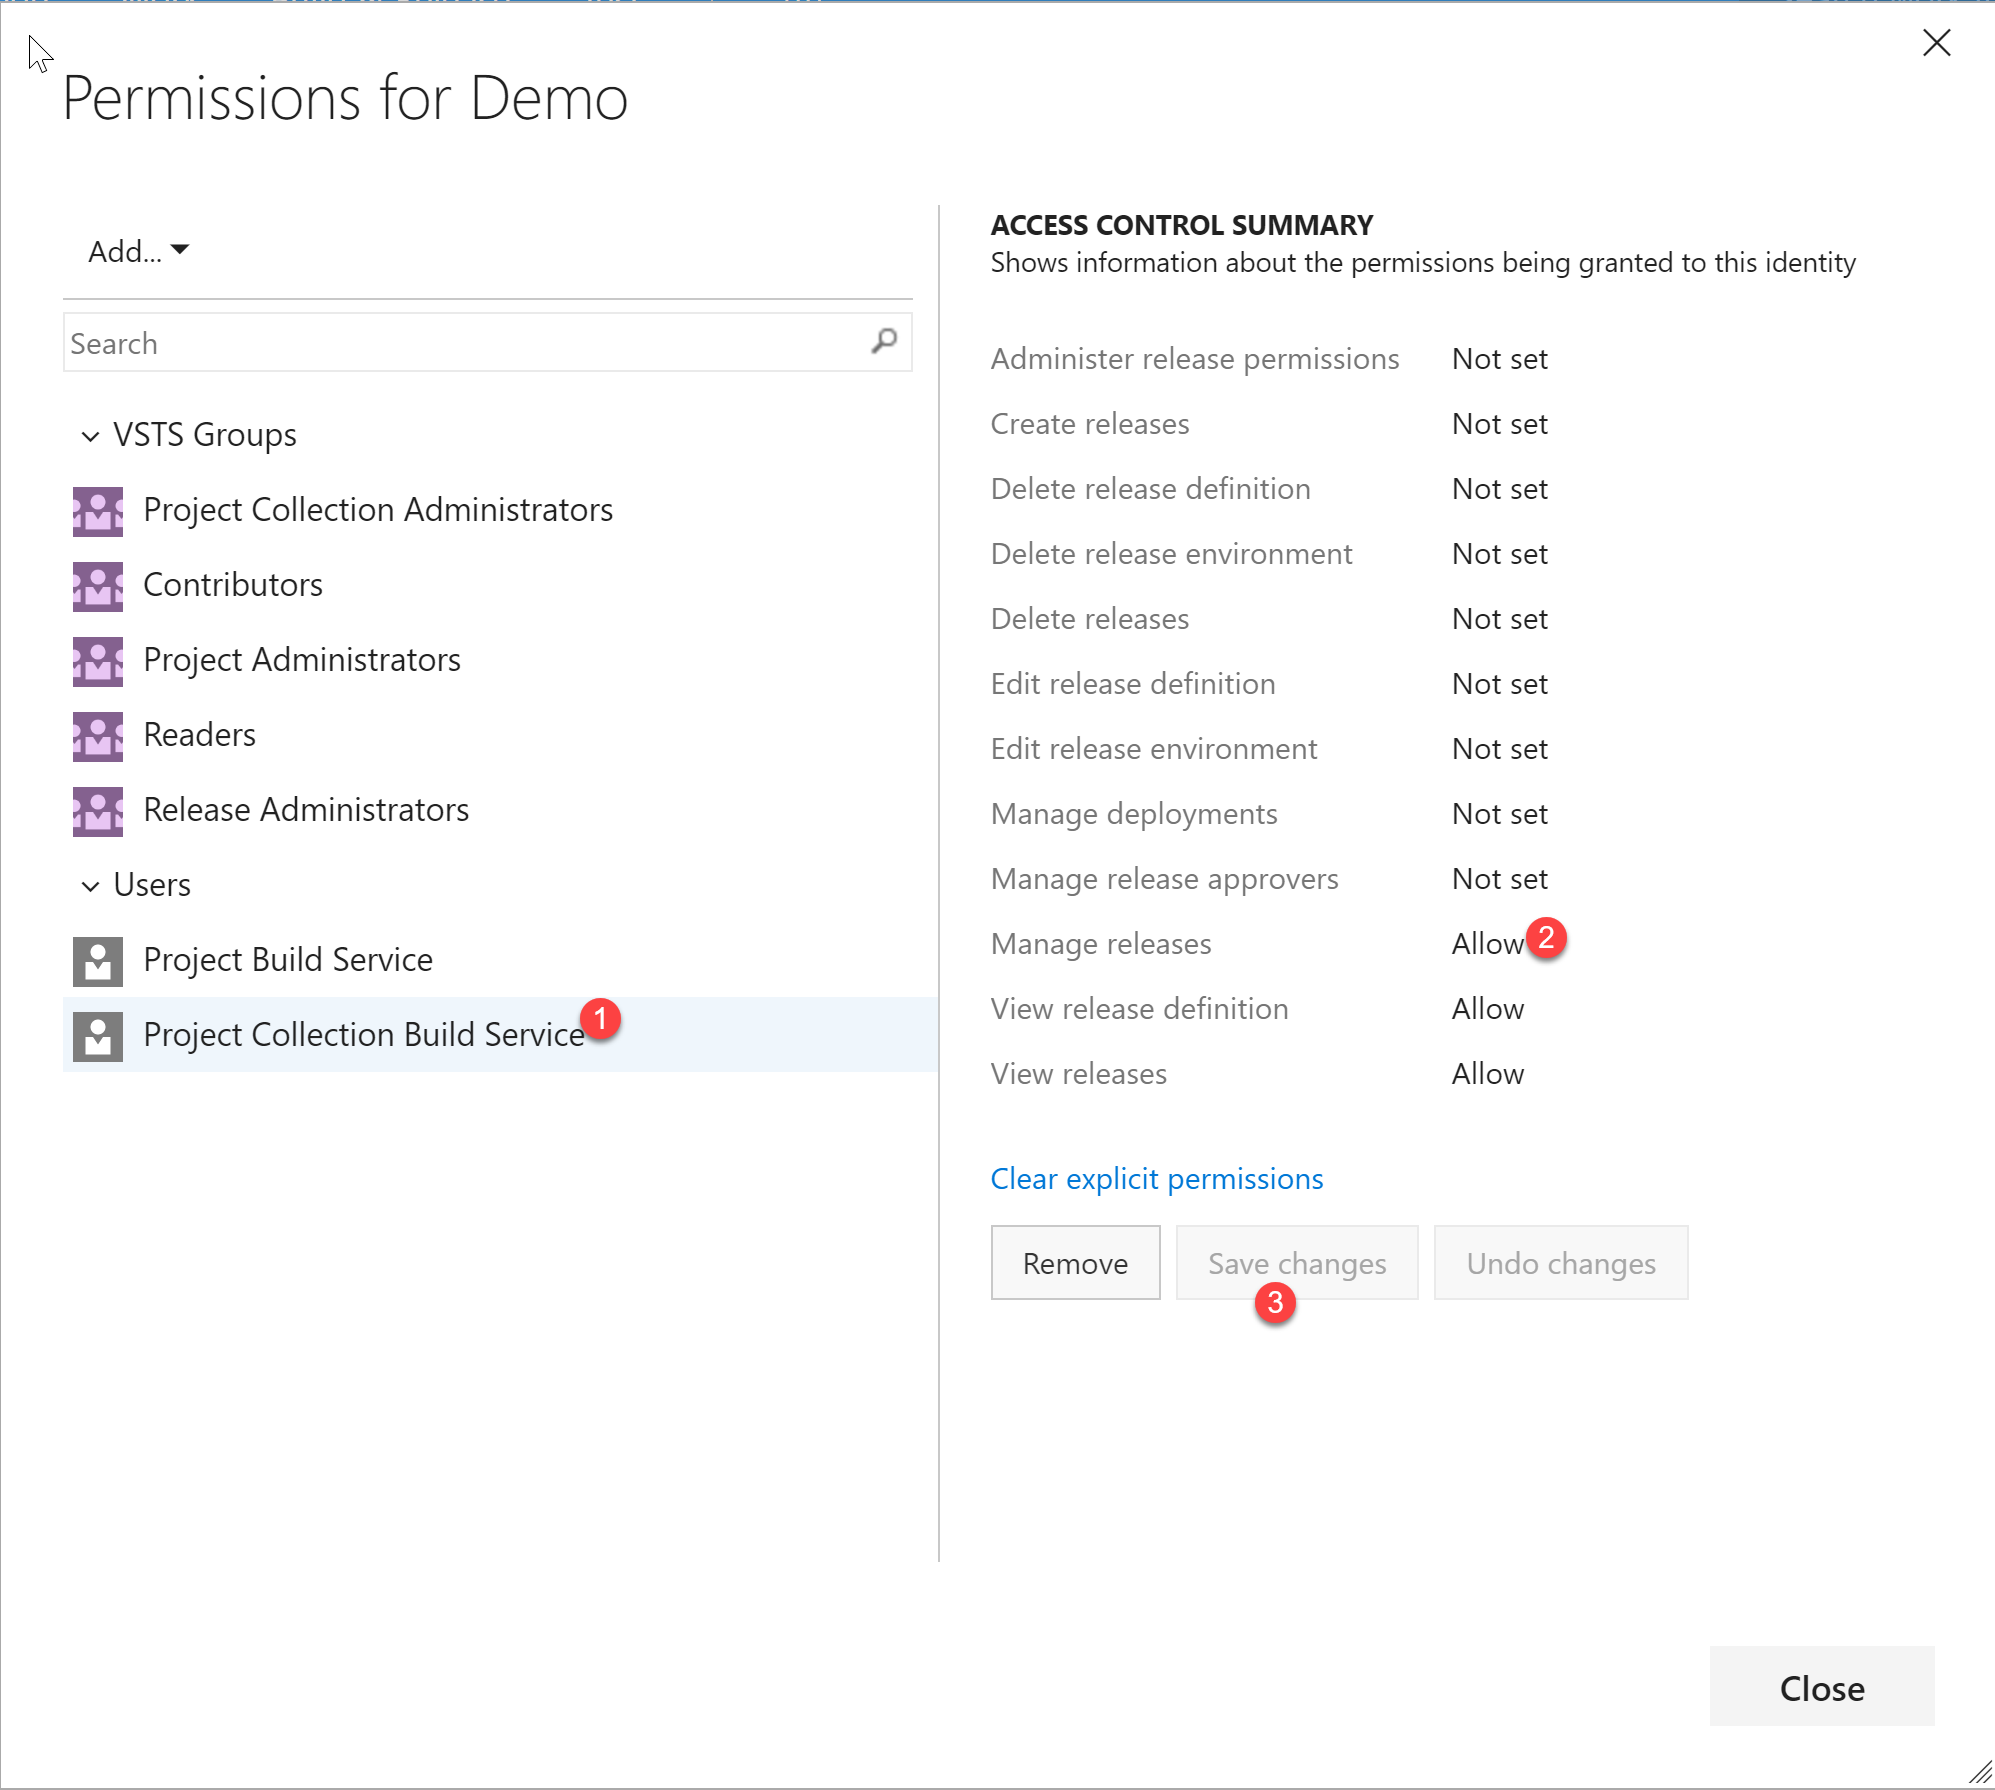 Permissions for Demo
Add...
Search
VSTS Groups
Project Collection Administrators
Contributors
Project Administrators
Readers
Release Administrators
Users
Project Build Service
Project Collection Build Service 1
ACCESS CONTROL SUMMARY
Shows information about the permissions being granted to this identity
Administer release permissions Not set
Create releases Not set
Delete release definition Not set
Delete release environment Not set
Delete releases Not set
Edit release definition Not set
Edit release environment Not set
Manage deployments Not set
Manage release approvers Not set
Manage releases Allow 2
View release definition Allow
View releases Allow
Clear explicit permissions
Remove Save changes Undo changes
3
Close